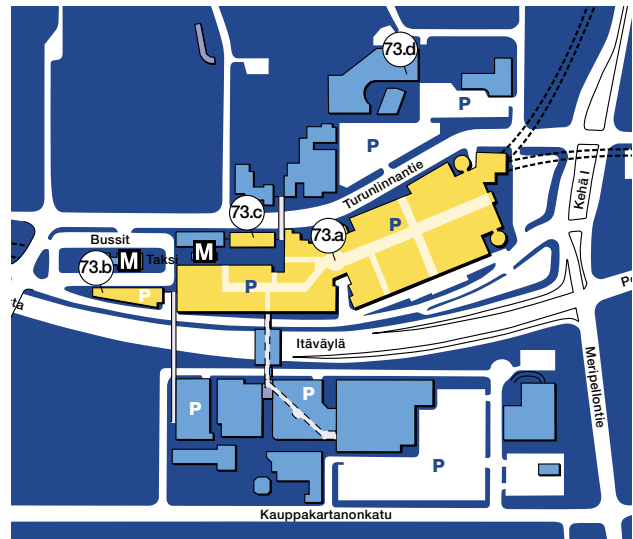 73.d
P
P
Turunlinnantie
Kehä I
73.c
P
73.a
Bussit
M
Taksi
M
73.b
P
P
Itäväylä
Meripellontie
P
P
P
Kauppakartanonkatu